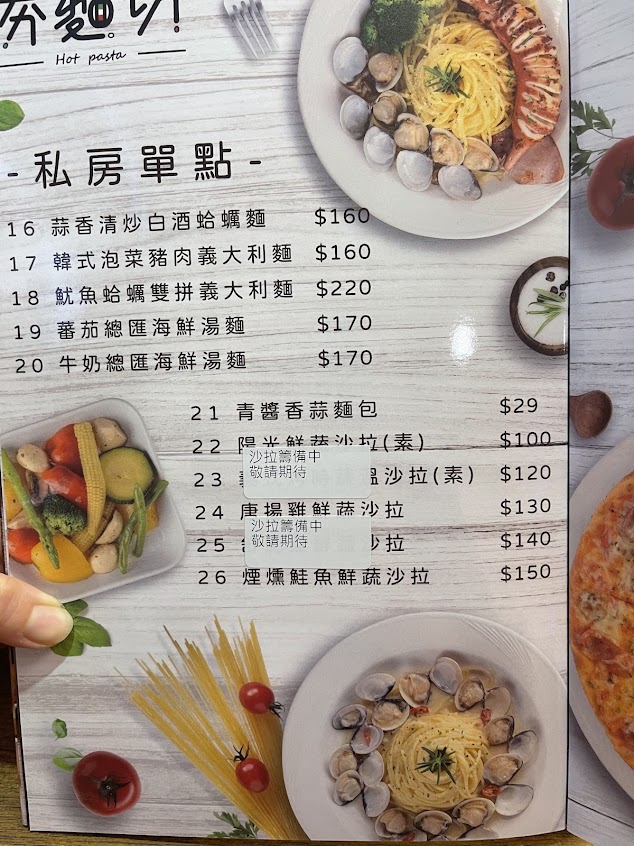 Hot pasta
-私房單點-
16 蒜香清炒白酒蛤蠣麵 $160
17 韓式泡菜豬肉義大利麵 $160
18 魷魚蛤蠣雙拼義大利麵 $220
19 蕃茄總匯海鮮湯麵 $170
20 牛奶總匯海鮮湯麵 $170
21 青醬香蒜麵包 $29
22 陽光鮮蔬沙拉(素) $100
沙拉籌備中
敬請期待
23 溫沙拉(素) $120
24 唐揚雞鮮蔬沙拉 $130
沙拉籌備中
敬請期待
25 沙拉 $140
26 煙燻鮭魚鮮蔬沙拉 $150